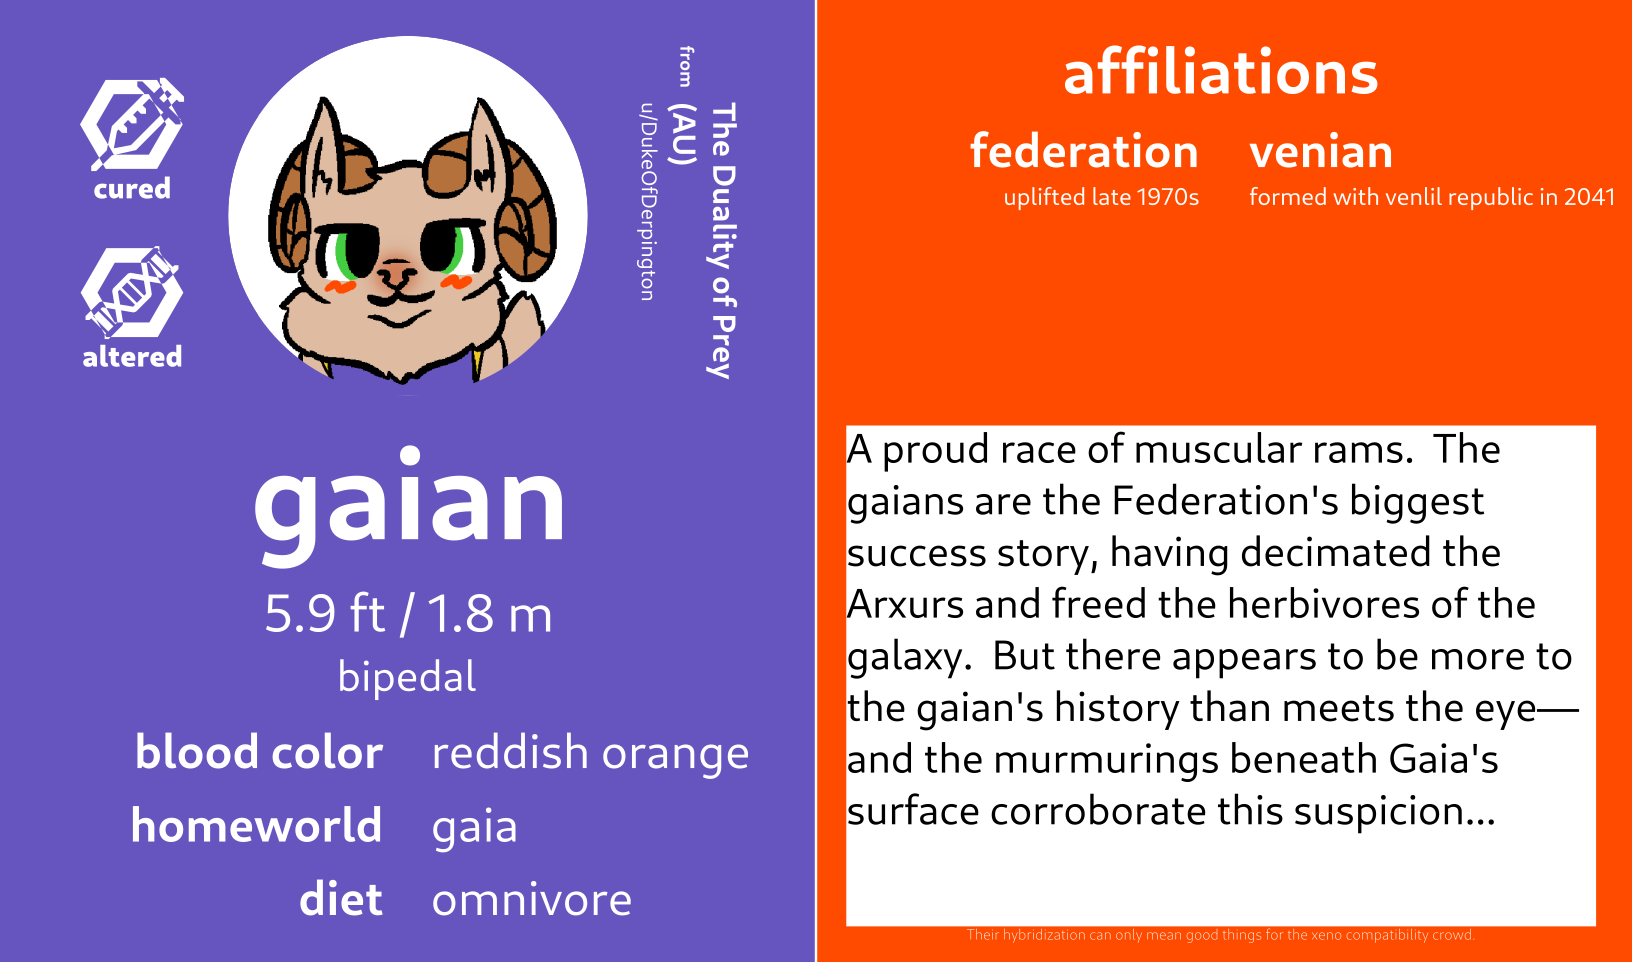 cured
altered
from
The Duality of Prey
(AU)
u/DukeOfDerpington
gaian
5.9 ft / 1.8 m
bipedal
blood color reddish orange
homeworld gaia
diet omnivore
affiliations
federation
uplifted late 1970s
venian
formed with venlil republic in 2041
A proud race of muscular rams.  The
gaians are the Federation's biggest
success story, having decimated the
Arxurs and freed the herbivores of the
galaxy.  But there appears to be more to
the gaian's history than meets the eye—
and the murmurings beneath Gaia's
surface corroborate this suspicion...
Their hybridization can only mean good things for the xeno compatibility crowd.